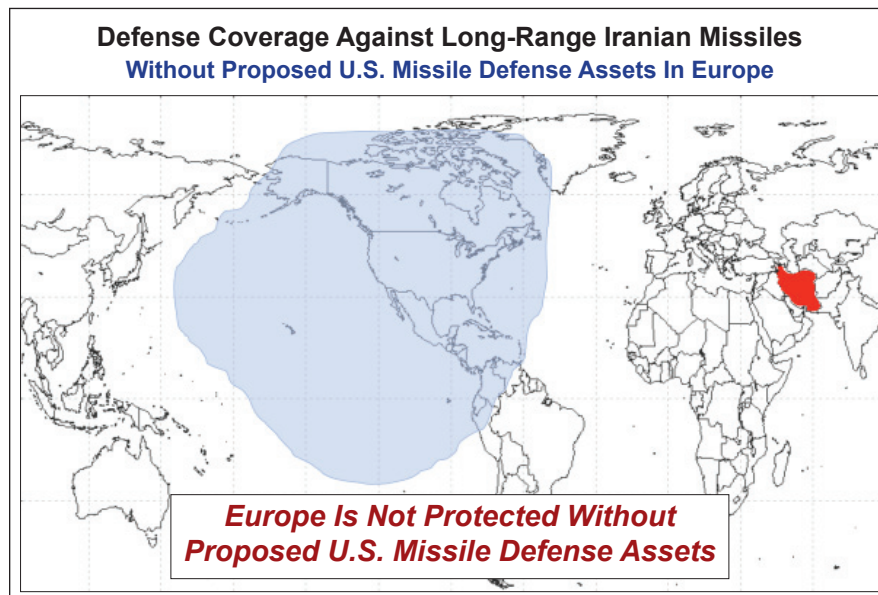 Defense Coverage Against Long-Range Iranian Missiles
Without Proposed U.S. Missile Defense Assets In Europe
Europe Is Not Protected Without
Proposed U.S. Missile Defense Assets